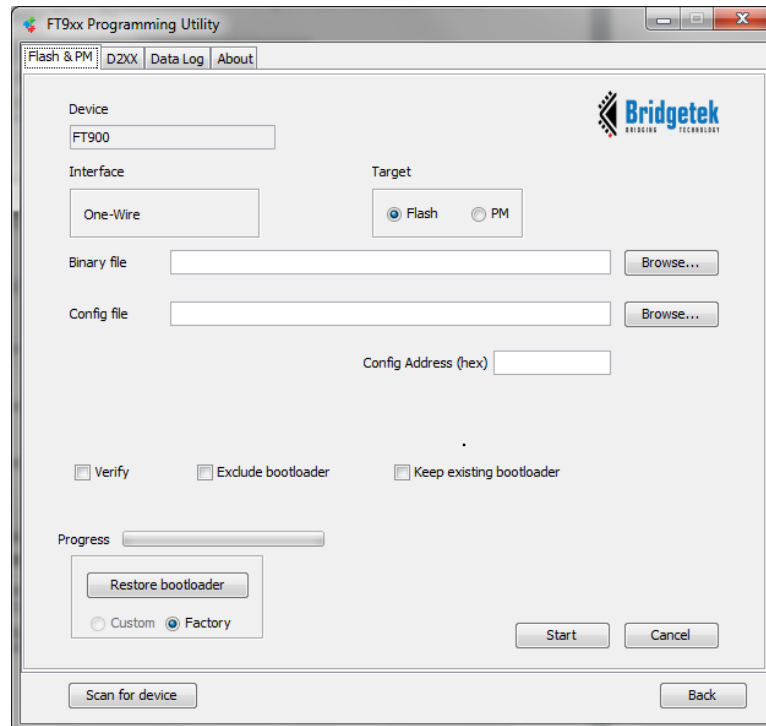 FT9xx Programming Utility
Flash & PM D2XX Data Log About
Device
Bridgetek
BRIDGING TECHNOLOGY
FT900
Interface Target
One-Wire Flash PM
Binary file Browse...
Config file Browse...
Config Address (hex)
Verify Exclude bootloader Keep existing bootloader
Progress
Restore bootloader
Custom Factory
Start Cancel
Scan for device Back